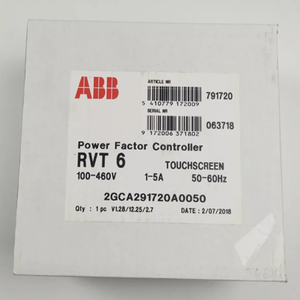 ABB
ARTICLE NR
791720
5 410779 172009
SERIAL NR
063718
9 172006 371802
Power Factor Controller
RVT 6
TOUCHSCREEN
100-460V 1-5A 50-60Hz
2GCA291720A0050
Qty : 1 pc V1.28/12.25/2.7 DATE : 2/07/2018